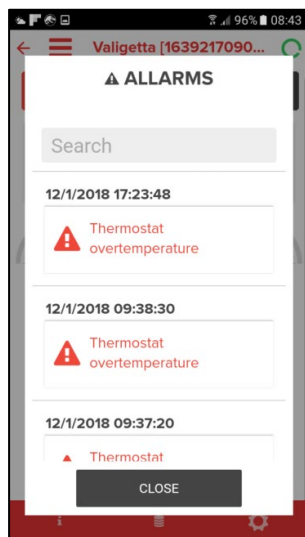 96% 08:43
Valigetta [1639217090...
ALLARMS
Search
12/1/2018 17:23:48
Thermostat
overtemperature
12/1/2018 09:38:30
Thermostat
overtemperature
12/1/2018 09:37:20
Thermostat
CLOSE